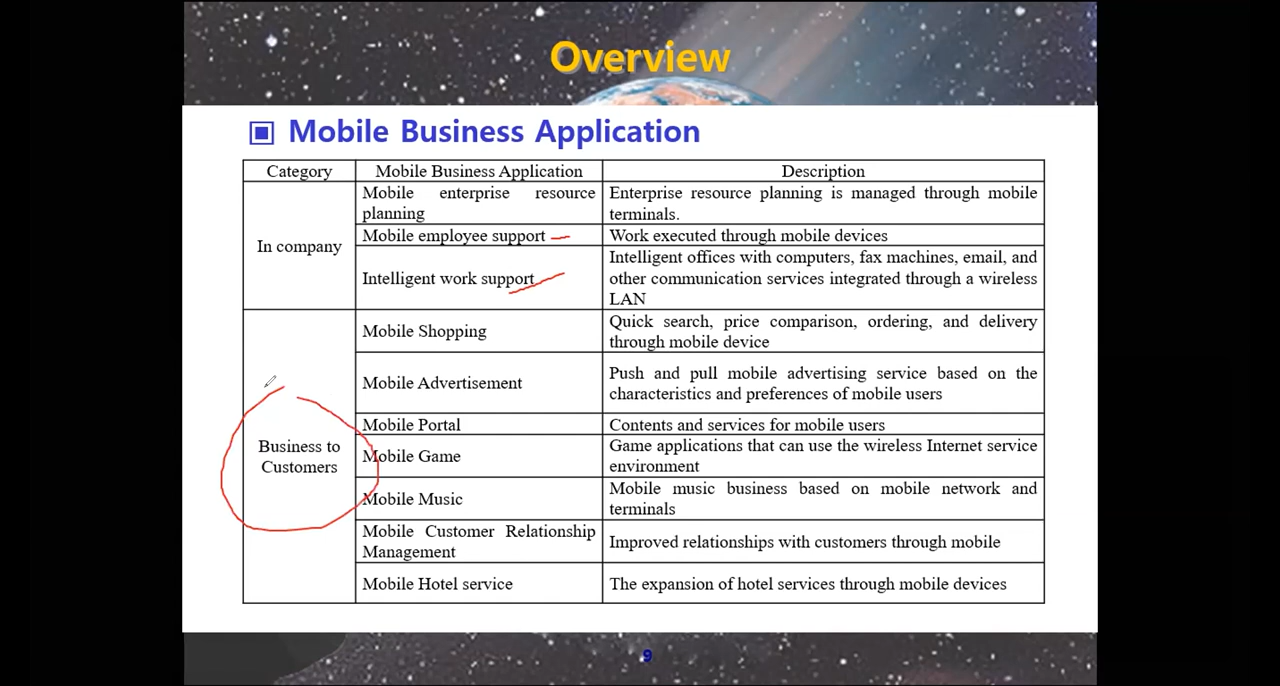 Overview
Mobile Business Application
Category Mobile Business Application Description
In company
Mobile enterprise resource
planning
Enterprise resource planning is managed through mobile
terminals.
Mobile employee support
Work executed through mobile devices
Intelligent work support
Intelligent offices with computers, fax machines, email, and
other communication services integrated through a wireless
LAN
Business to
Customers
Mobile Shopping
Quick search, price comparison, ordering, and delivery
through mobile device
Mobile Advertisement
Push and pull mobile advertising service based on the
characteristics and preferences of mobile users
Mobile Portal
Contents and services for mobile users
Mobile Game
Game applications that can use the wireless Internet service
environment
Mobile Music
Mobile music business based on mobile network and
terminals
Mobile Customer Relationship
Management
Improved relationships with customers through mobile
Mobile Hotel service
The expansion of hotel services through mobile devices
9